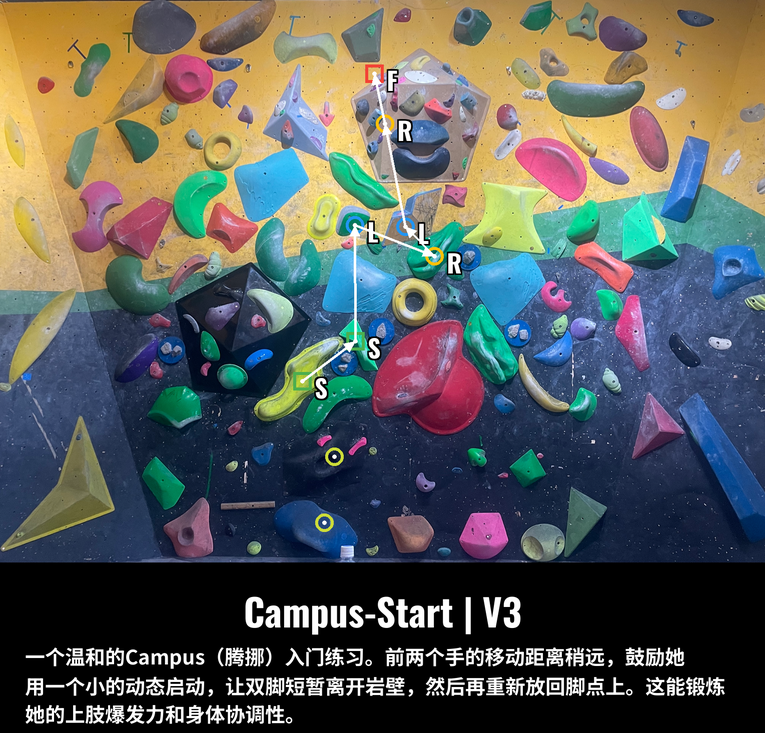 F
R
L
L
R
S
S
Campus-Start | V3
一个温和的Campus（腾挪）入门练习。前两个手的移动距离稍远，鼓励她
用一个小的动态启动，让双脚短暂离开岩壁，然后再重新放回脚点上。这能锻炼
她的上肢爆发力和身体协调性。